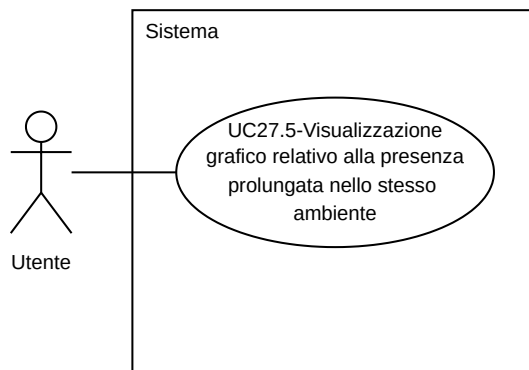 Sistema
UC27.5-Visualizzazione
grafico relativo alla presenza
prolungata nello stesso
ambiente
Utente